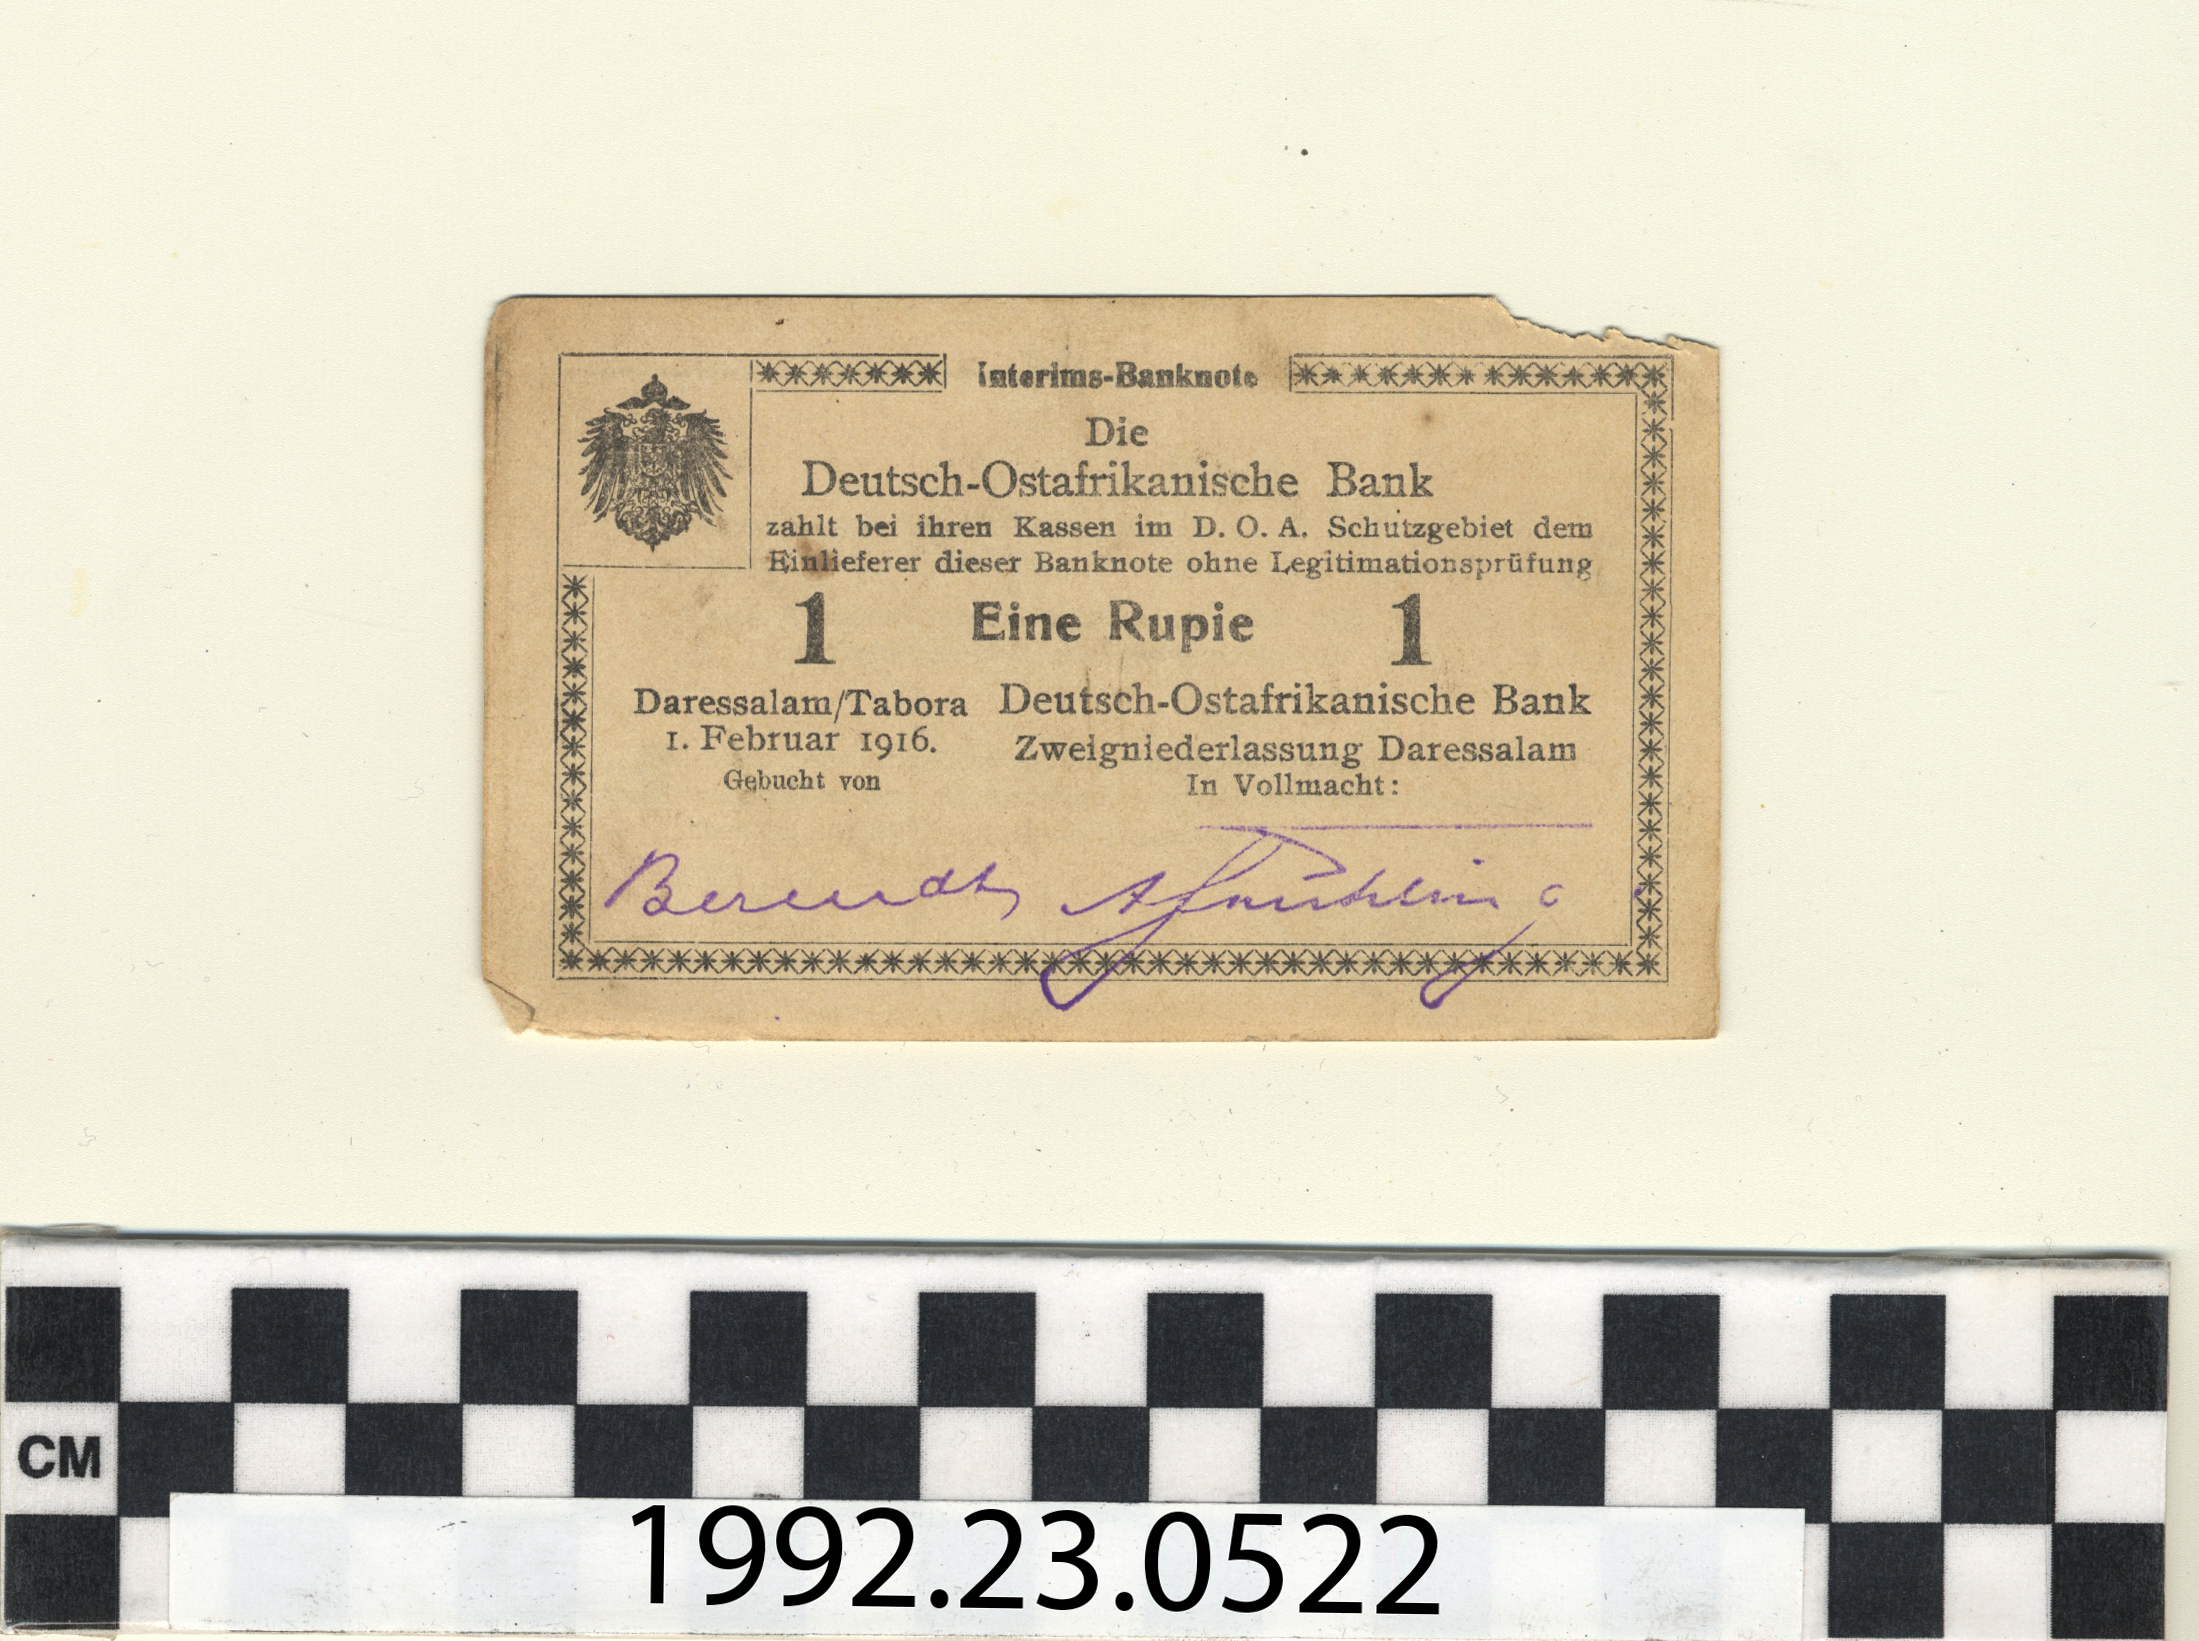 Interims-Banknote
Die
Deutsch-Ostafrikanische Bank
zahlt bei ihren Kassen im D. O. A. Schutzgebiet dem
Einlieferer dieser Banknote ohne Legitimationsprüfung
1 Eine Rupie 1
Daressalam/Tabora
1. Februar 1916.
Gebucht von
Deutsch-Ostafrikanische Bank
Zweigniederlassung Daressalam
In Vollmacht:
Berendt
CM
1992.23.0522